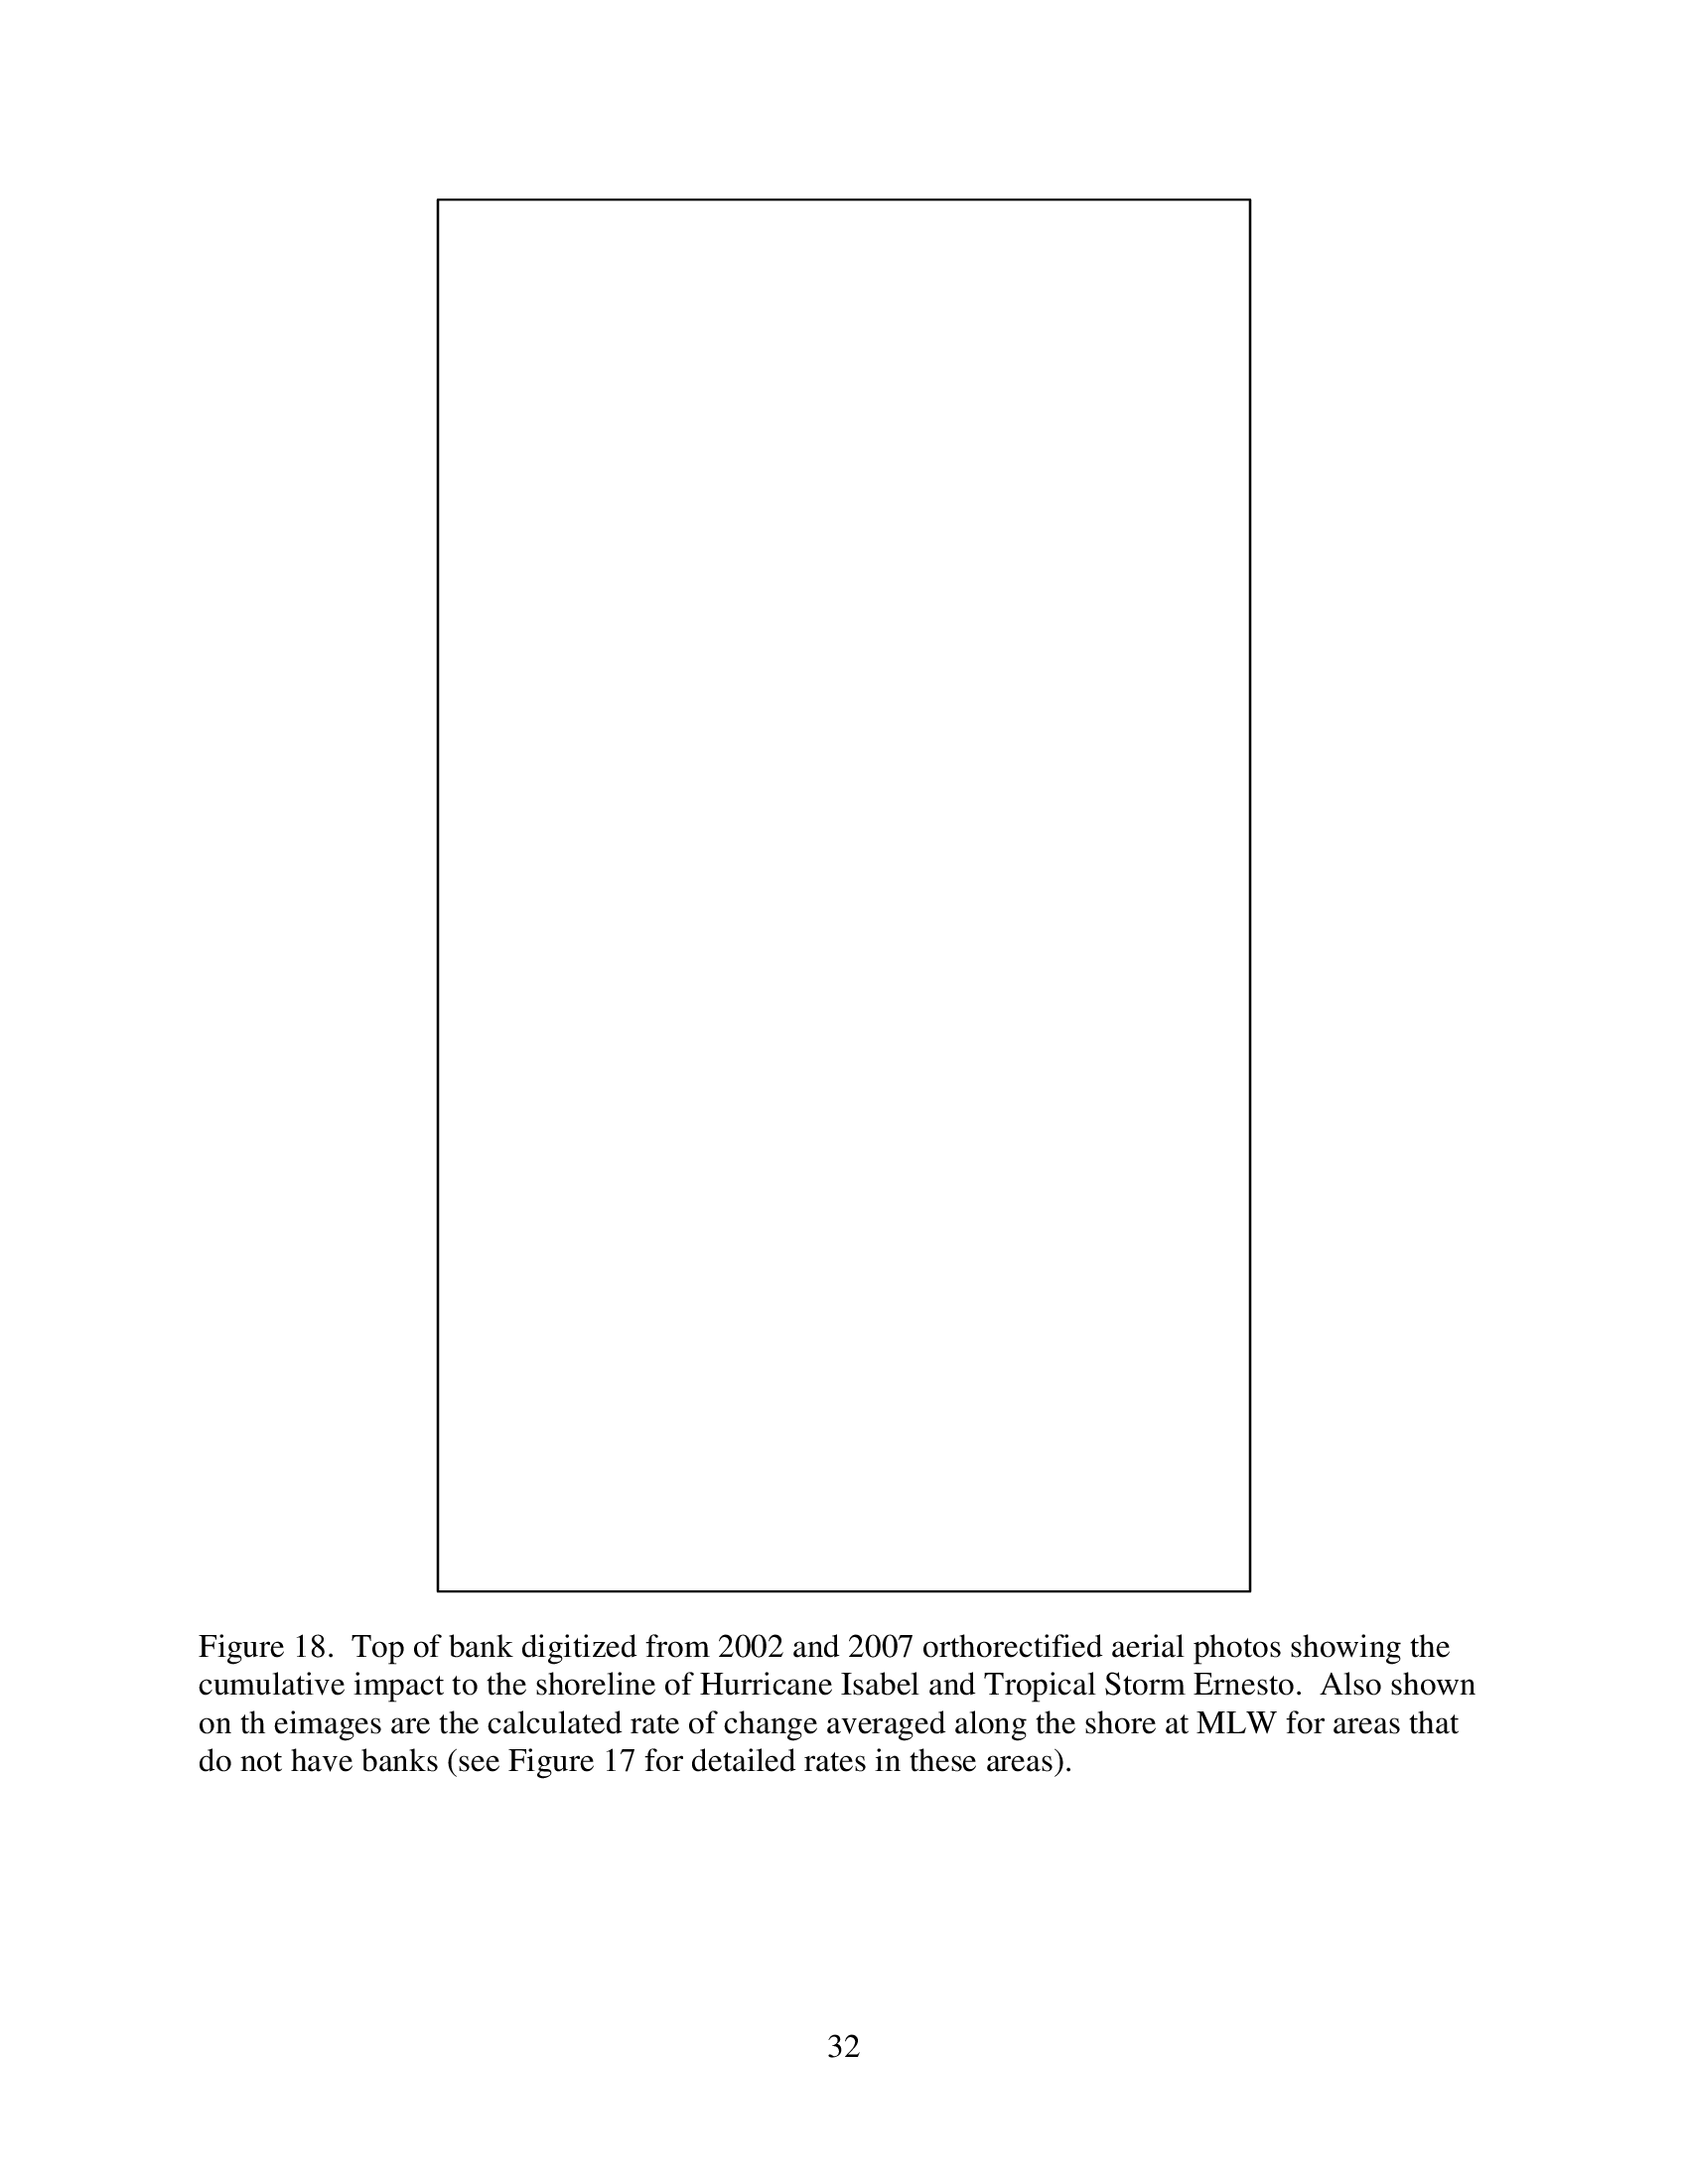 Figure 18.  Top of bank digitized from 2002 and 2007 orthorectified aerial photos showing the
cumulative impact to the shoreline of Hurricane Isabel and Tropical Storm Ernesto.  Also shown
on th eimages are the calculated rate of change averaged along the shore at MLW for areas that
do not have banks (see Figure 17 for detailed rates in these areas).
32